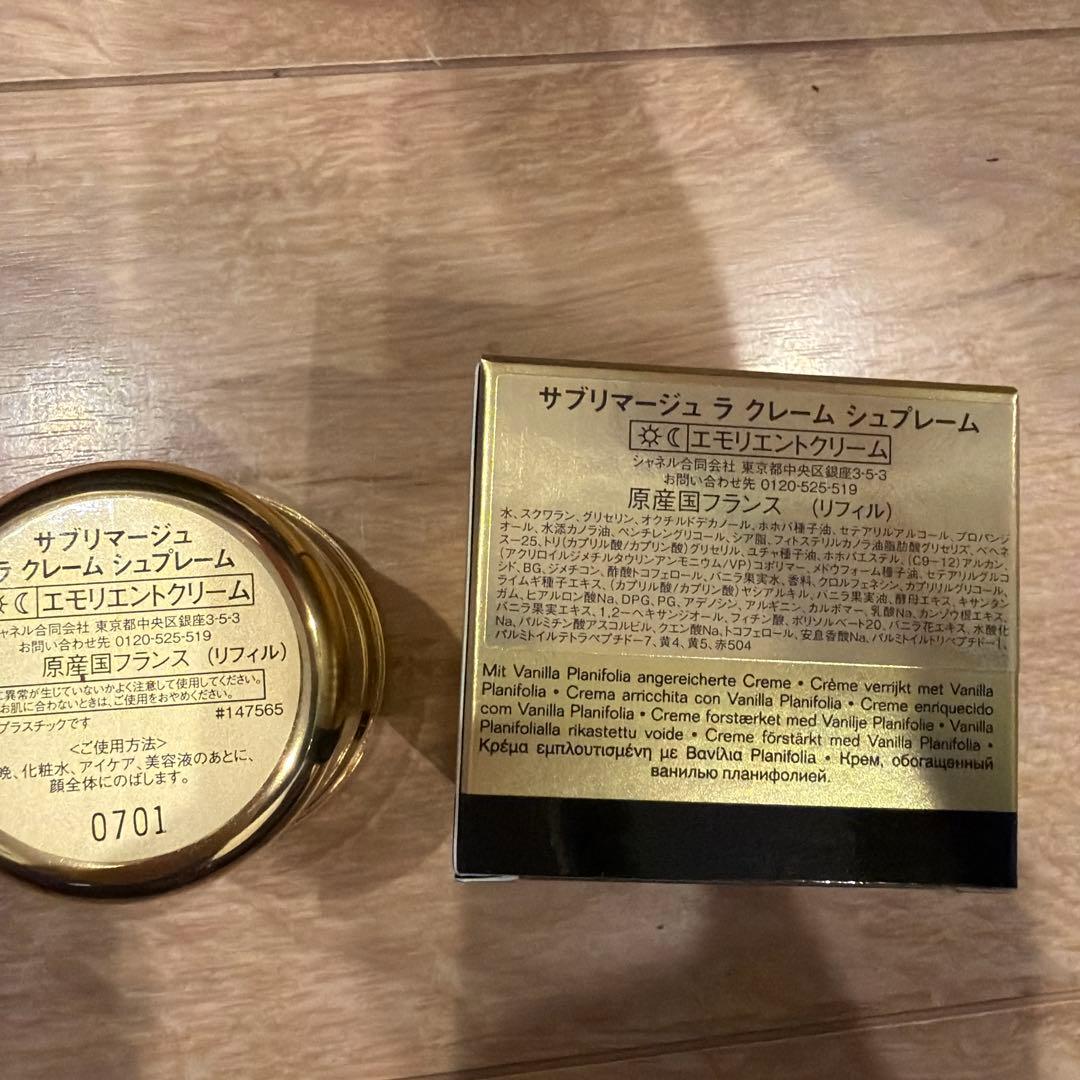 サブリマージュ
ラ クレーム シュプレーム
エモリエントクリーム
シャネル合同会社 東京都中央区銀座3-5-3
お問い合わせ先 0120-525-519
原産国フランス (リフィル)
に異常が生じていないかよく注意して使用してください。
お肌に合わないときは、ご使用をおやめください。
#147565
プラスチックです
<ご使用方法>
晩、化粧水、アイケア、美容液のあとに、
顔全体にのばします。
0701
サブリマージュ ラ クレーム シュプレーム
エモリエントクリーム
シャネル合同会社 東京都中央区銀座3-5-3
お問い合わせ先 0120-525-519
原産国フランス (リフィル)
水、スクワラン、グリセリン、オクチルドデカノール、ホホバ種子油、セテアリルアルコール、プロパンジ
オール、水添カノラ油、ペンチレングリコール、シア脂、フィトステリルカノラ油脂肪酸グリセリズ、ベヘネ
ス-25、トリ(カプリル酸/カプリン酸)グリセリル、ユチャ種子油、ホホバエステル、(C9-12)アルカン、
(アクリロイルジメチルタウリンアンモニウム/VP)コポリマー、メドウフォーム種子油、セテアリルグルコ
シド、BG、ジメチコン、酢酸トコフェロール、バニラ果実水、香料、クロルフェネシン、カプリリルグリコール、
ライムギ種子エキス、(カプリル酸/カプリン酸)ヤシアルキル、バニラ果実油、酵母エキス、キサンタン
ガム、ヒアルロン酸Na、DPG、PG、アデノシン、アルギニン、カルボマー、乳酸Na、カンゾウ根エキス、
バニラ果実エキス、1,2-ヘキサンジオール、フィチン酸、ポリソルベート20、バニラ花エキス、水酸化
Na、パルミチン酸アスコルビル、クエン酸Na、トコフェロール、安息香酸Na、パルミトイルトリペプチド-1、
パルミトイルテトラペプチド-7、黄4、黄5、赤504
Mit Vanilla Planifolia angereicherte Creme • Crème verrijkt met Vanilla
Planifolia • Crema arricchita con Vanilla Planifolia • Creme enriquecido
com Vanilla Planifolia • Creme forstærket med Vanilje Planifolie • Vanilla
Planifolialla rikastettu voide • Creme förstärkt med Vanilla Planifolia •
Κρέμα εμπλουτισμένη με Βανίλια Planifolia • Крем, обогащенный
ванилью планифолией.